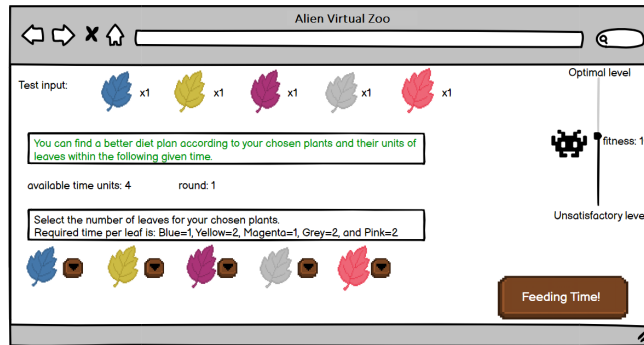 Alien Virtual Zoo
Test input: x1 x1 x1 x1 x1
Optimal level
You can find a better diet plan according to your chosen plants and their units of
leaves within the following given time.
fitness: 1
available time units: 4 round: 1
Unsatisfactory level
Select the number of leaves for your chosen plants.
Required time per leaf is: Blue=1, Yellow=2, Magenta=1, Grey=2, and Pink=2
Feeding Time!